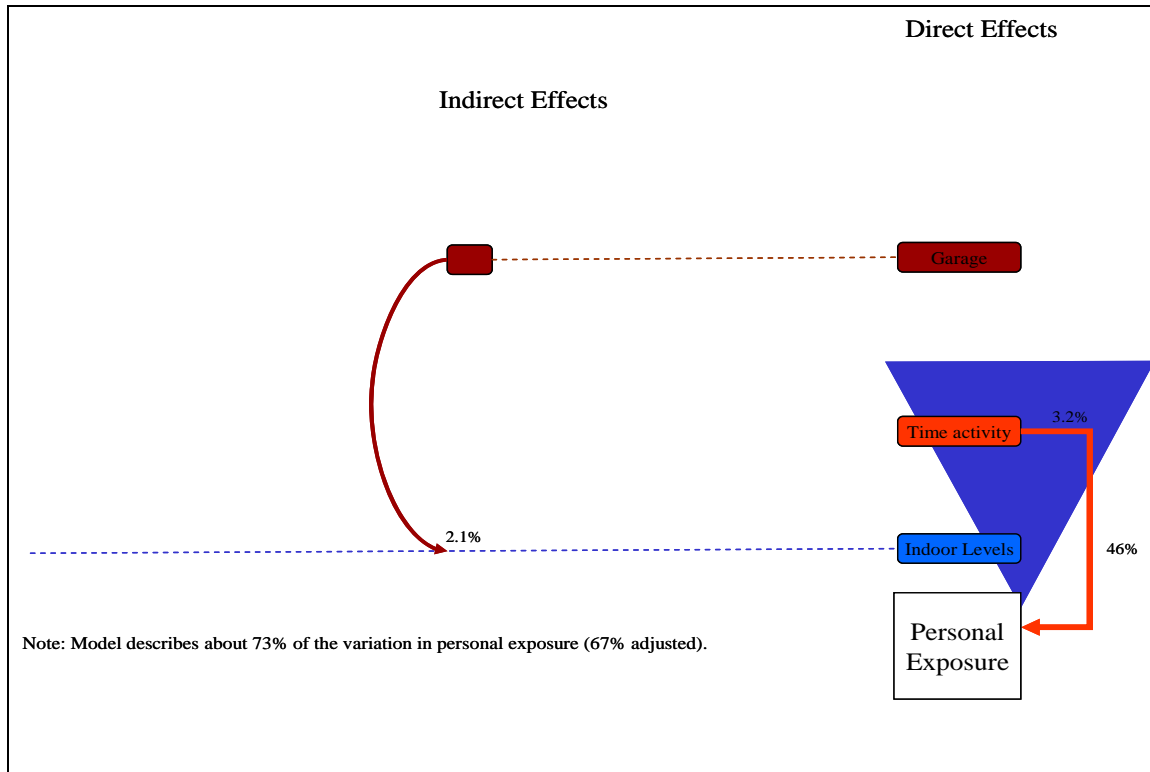 Direct Effects
Indirect Effects
Garage
3.2%
Time activity
2.1%
Indoor Levels
46%
Personal
Exposure
Note: Model describes about 73% of the variation in personal exposure (67% adjusted).